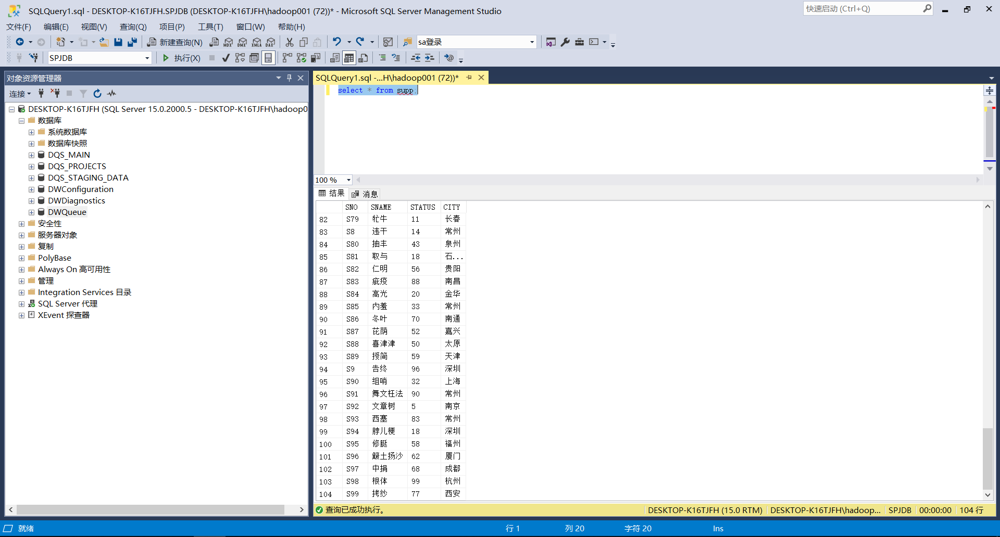 SQLQuery1.sql - DESKTOP-K16TJFH.SPJDB (DESKTOP-K16TJFH\hadoop001 (72))* - Microsoft SQL Server Management Studio
快速启动 (Ctrl+Q)
文件(F) 编辑(E) 视图(V) 查询(Q) 项目(P) 工具(T) 窗口(W) 帮助(H)
新建查询(N) MDX DMX XMLA DAX sa登录
SPJDB 执行(X)
对象资源管理器
连接
DESKTOP-K16TJFH (SQL Server 15.0.2000.5 - DESKTOP-K16TJFH\hadoop0
数据库
系统数据库
数据库快照
DQS_MAIN
DQS_PROJECTS
DQS_STAGING_DATA
DWConfiguration
DWDiagnostics
DWQueue
安全性
服务器对象
复制
PolyBase
Always On 高可用性
管理
Integration Services 目录
SQL Server 代理
XEvent 探查器
SQLQuery1.sql -...H\hadoop001 (72))*
select * from supp
100 %
结果 消息
SNO SNAME STATUS CITY
82 S79 牤牛 11 长春
83 S8 违干 14 常州
84 S80 抽丰 43 泉州
85 S81 取与 18 石...
86 S82 仁明 56 贵阳
87 S83 疵疫 88 南昌
88 S84 高光 20 金华
89 S85 内羞 33 常州
90 S86 冬叶 70 南通
91 S87 芘荫 52 嘉兴
92 S88 喜津津 50 太原
93 S89 授简 59 天津
94 S9 告终 96 深圳
95 S90 组哨 32 上海
96 S91 舞文枉法 90 常州
97 S92 文章树 5 南京
98 S93 西塞 83 常州
99 S94 脖儿梗 18 深圳
100 S95 修脡 58 福州
101 S96 簸土扬沙 62 厦门
102 S97 中捐 68 成都
103 S98 根体 99 杭州
104 S99 拷纱 77 西安
查询已成功执行。 DESKTOP-K16TJFH (15.0 RTM) DESKTOP-K16TJFH\hadoop... SPJDB 00:00:00 104 行
就绪 行 1 列 20 字符 20 Ins